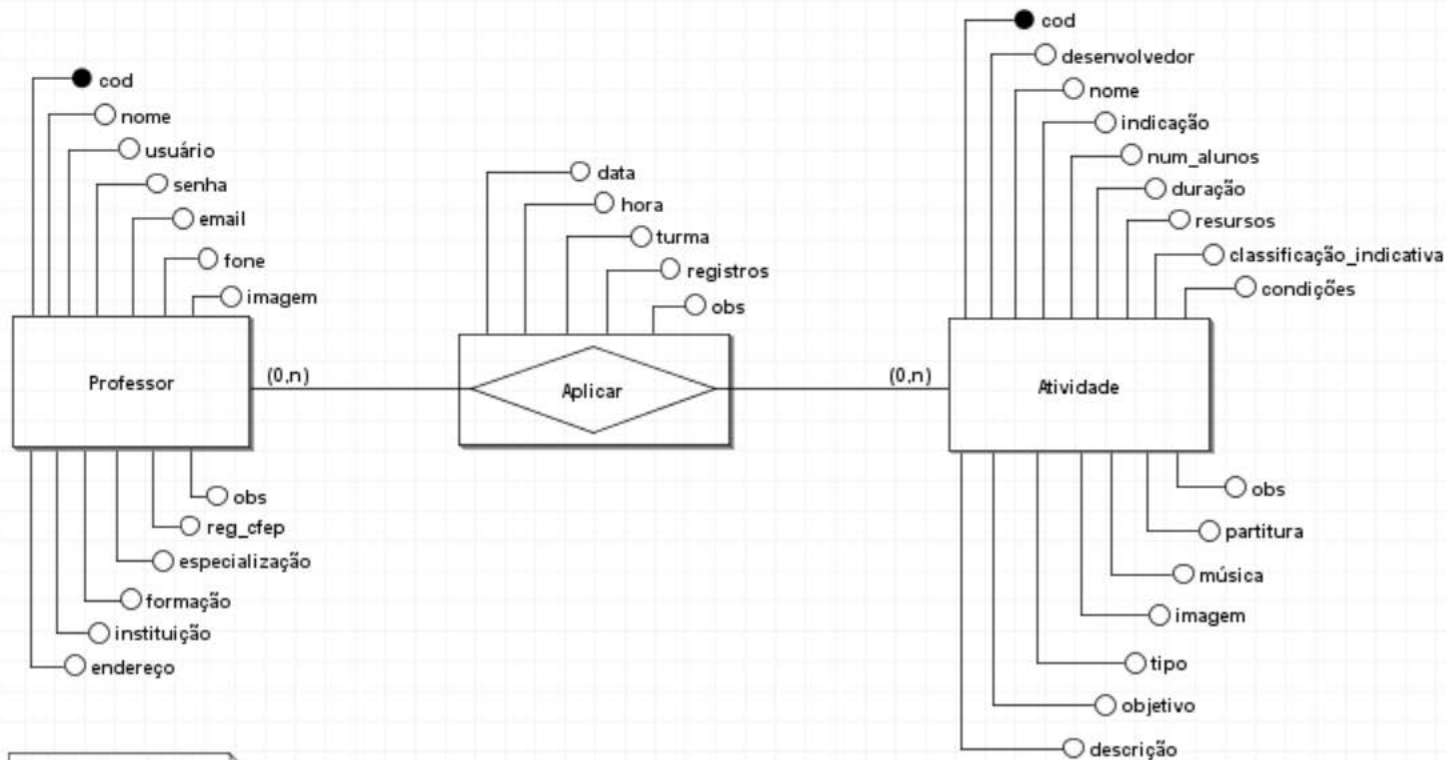 cod
nome
usuário
senha
email
fone
imagem
Professor
obs
reg_cfep
especialização
formação
instituição
endereço
(0,n)
data
hora
turma
registros
obs
Aplicar
(0,n)
cod
desenvolvedor
nome
indicação
num_alunos
duração
resursos
classificação_indicativa
condições
Atividade
obs
partitura
música
imagem
tipo
objetivo
descrição